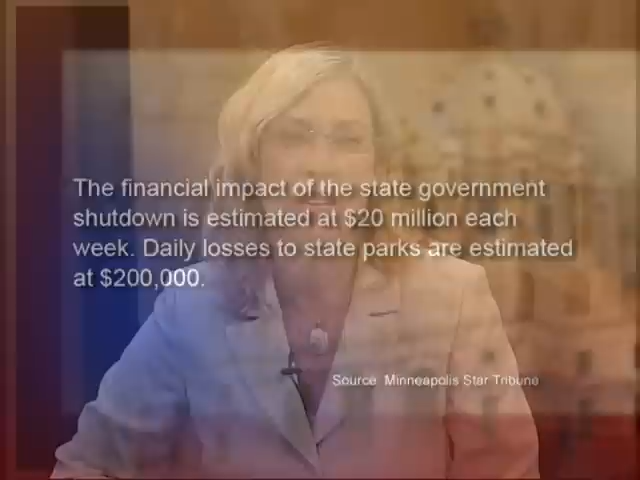 The financial impact of the state government
shutdown is estimated at $20 million each
week. Daily losses to state parks are estimated
at $200,000.
Source Minneapolis Star Tribune